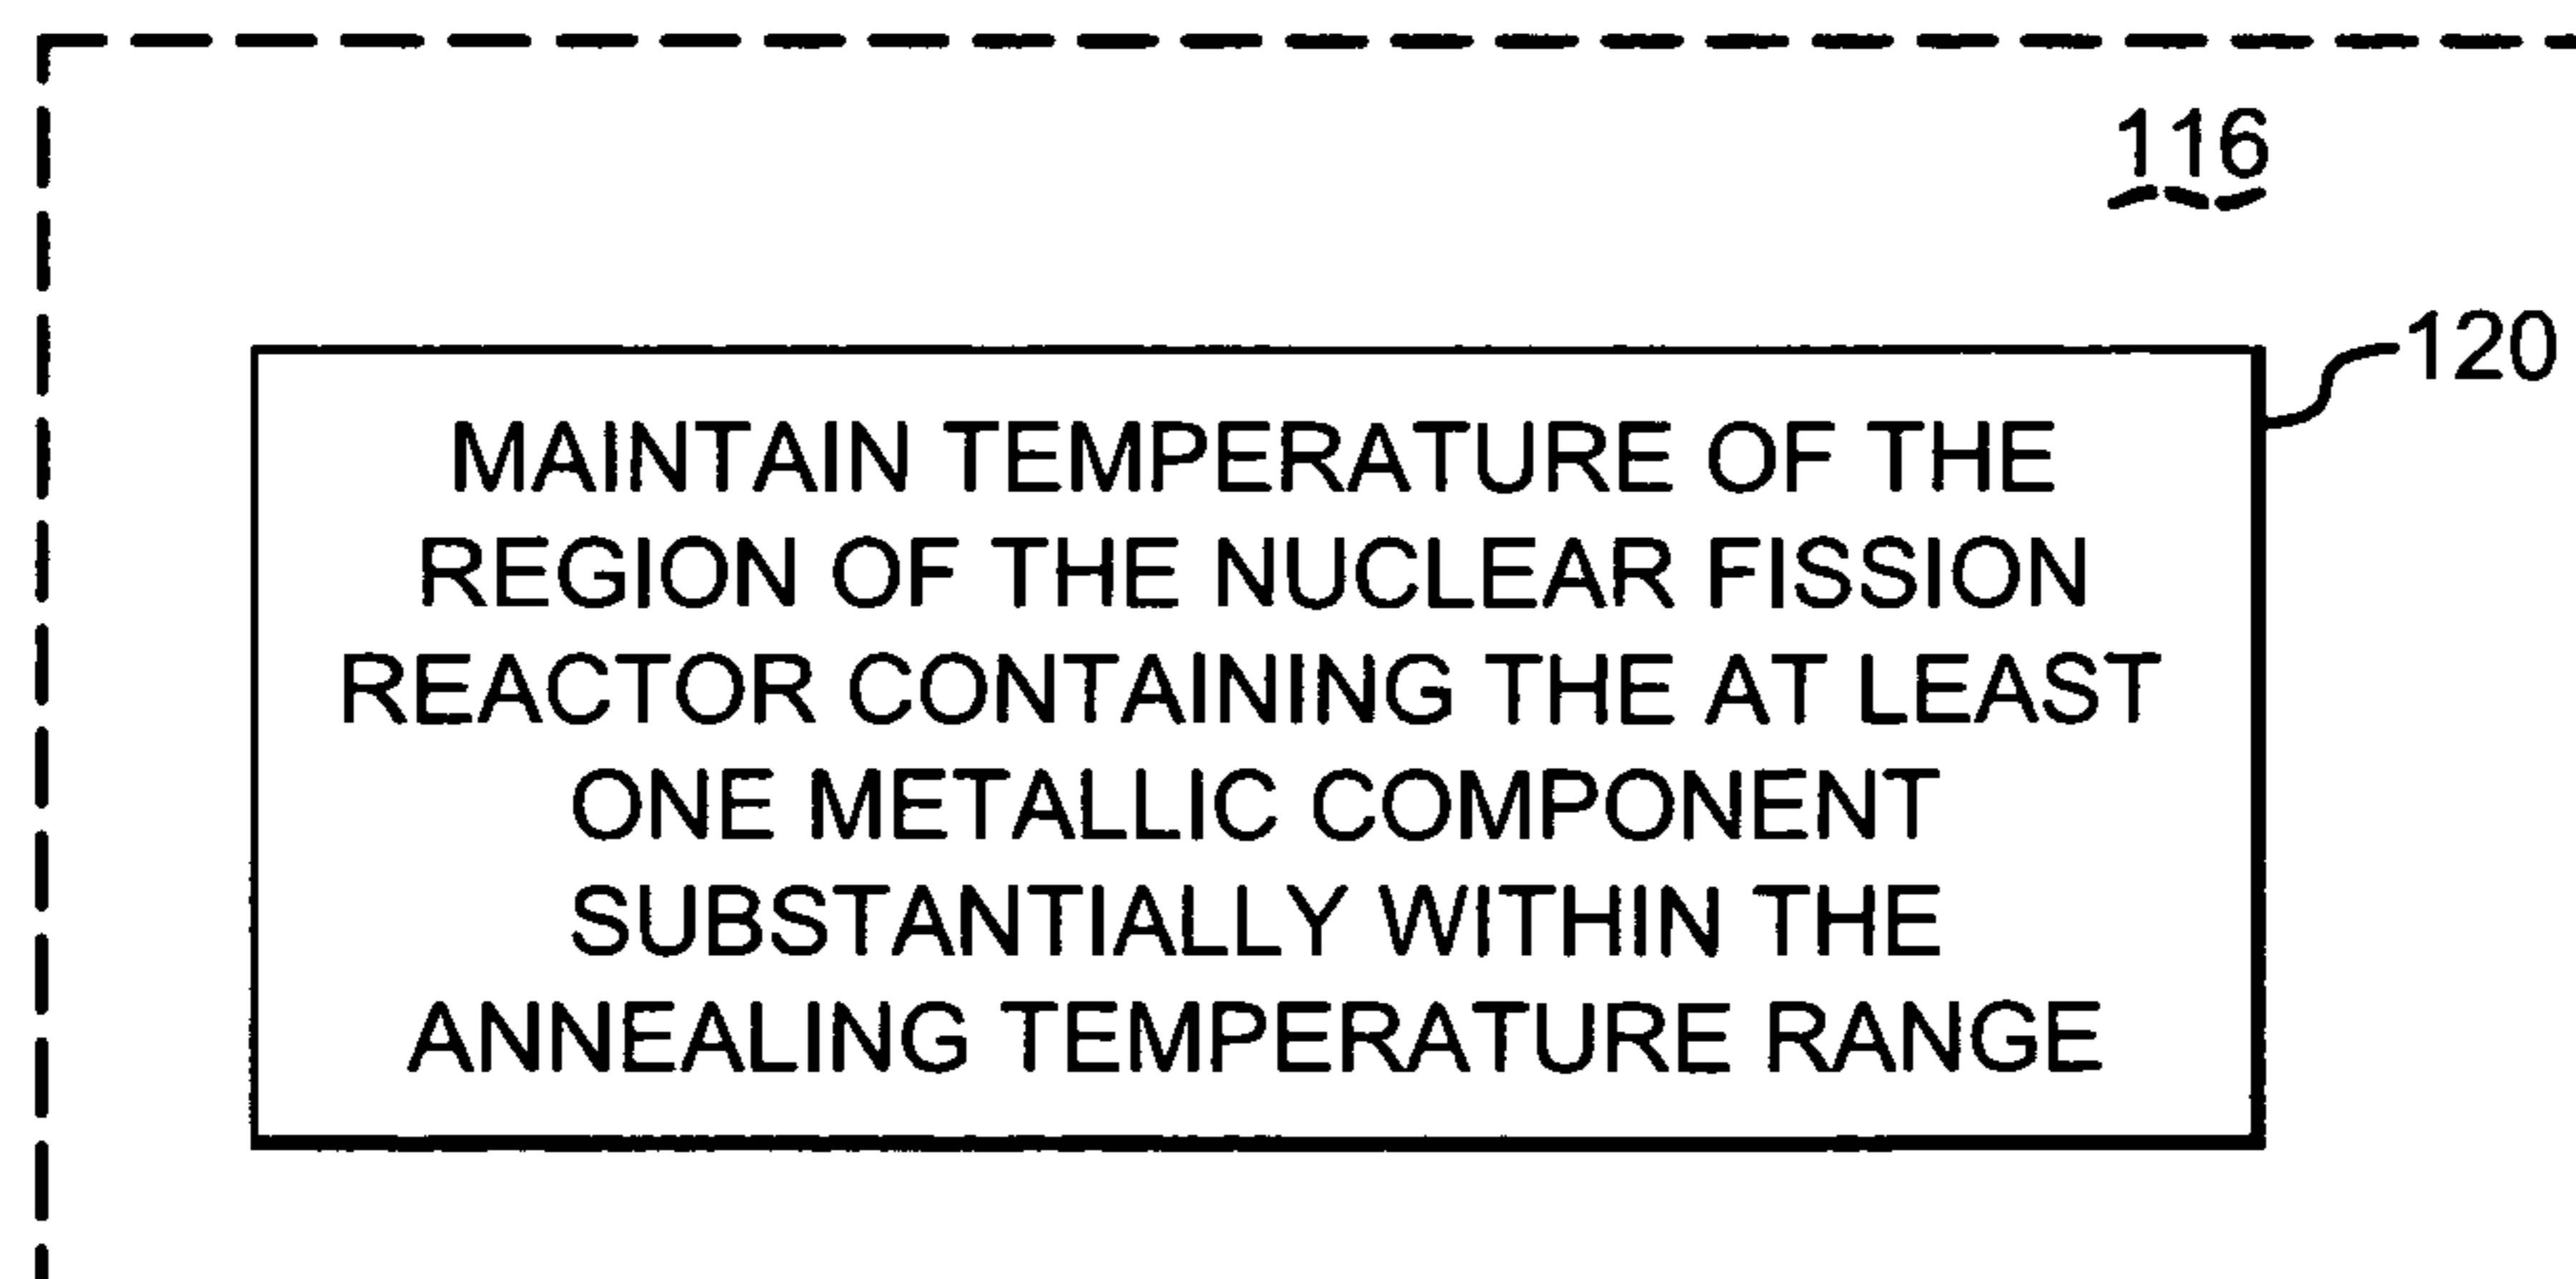 116
120
MAINTAIN TEMPERATURE OF THE
REGION OF THE NUCLEAR FISSION
REACTOR CONTAINING THE AT LEAST
ONE METALLIC COMPONENT
SUBSTANTIALLY WITHIN THE
ANNEALING TEMPERATURE RANGE